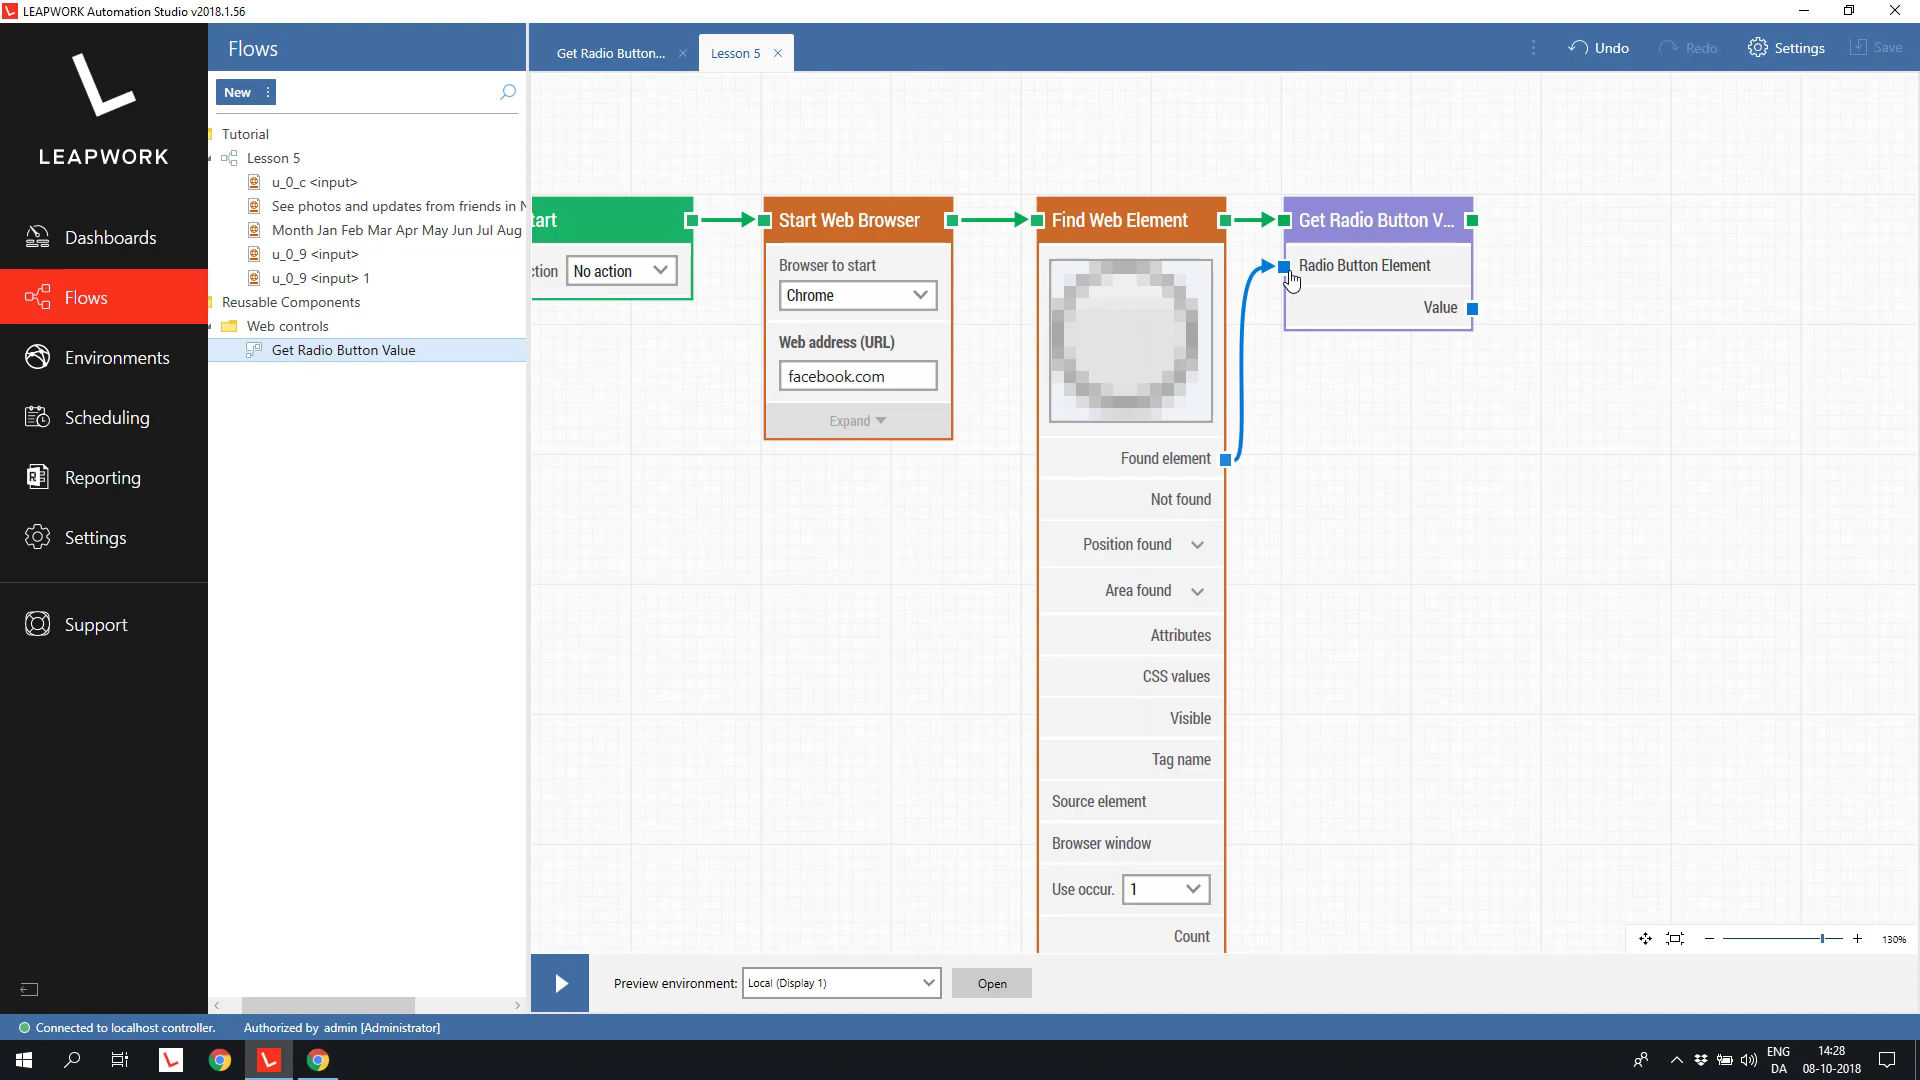 LEAPWORK Automation Studio v2018.1.56
LEAPWORK
Dashboards
Flows
Environments
Scheduling
Reporting
Settings
Support
Flows
New
Tutorial
Lesson 5
u_0_c <input>
See photos and updates from friends in N
Month Jan Feb Mar Apr May Jun Jul Aug
u_0_9 <input>
u_0_9 <input> 1
Reusable Components
Web controls
Get Radio Button Value
Get Radio Button...
Lesson 5
Undo
Redo
Settings
Save
tart
ction
No action
Start Web Browser
Browser to start
Chrome
Web address (URL)
facebook.com
Expand
Find Web Element
Found element
Not found
Position found
Area found
Attributes
CSS values
Visible
Tag name
Source element
Browser window
Use occur. 1
Count
Get Radio Button V...
Radio Button Element
Value
130%
Preview environment: Local (Display 1)
Open
Connected to localhost controller.
Authorized by admin [Administrator]
ENG
DA
14:28
08-10-2018